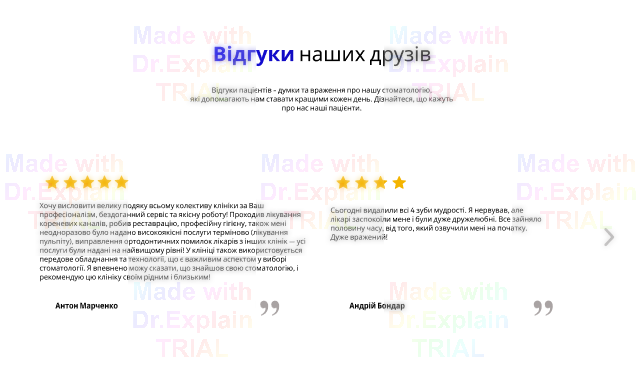 Made with
Dr.Explain
TRIAL
Made with
Dr.Explain
TRIAL
Відгуки наших друзів
Відгуки пацієнтів – думки та враження про нашу стоматологію,
які допомагають нам ставати кращими кожен день. Дізнайтеся, що кажуть
про нас наші пацієнти.
Made with
Dr.Explain
TRIAL
Made with
Dr.Explain
TRIAL
Made with
Dr.Explain
TRIAL
Хочу висловити велику подяку всьому колективу клініки за Ваш
професіоналізм, бездоганний сервіс та якісну роботу! Проходив лікування
кореневих каналів, робив реставрацію, професійну гігієну, також мені
неодноразово було надано високоякісні послуги терміново (лікування
пульпіту), виправлення ортодонтичних помилок лікарів з інших клінік — усі
послуги були надані на найвищому рівні! У клініці також використовується
передове обладнання та технології, що є важливим аспектом у виборі
стоматології. Я впевнено можу сказати, що знайшов свою стоматологію, і
рекомендую цю клініку своїм рідним і близьким!
Антон Марченко
Сьогодні видалили всі 4 зуби мудрості. Я нервував, але
лікарі заспокоїли мене і були дуже дружелюбні. Все зайняло
половину часу, від того, який озвучили мені на початку.
Дуже вражений!
Андрій Бондар
Made with
Dr.Explain
TRIAL
Made with
Dr.Explain
TRIAL